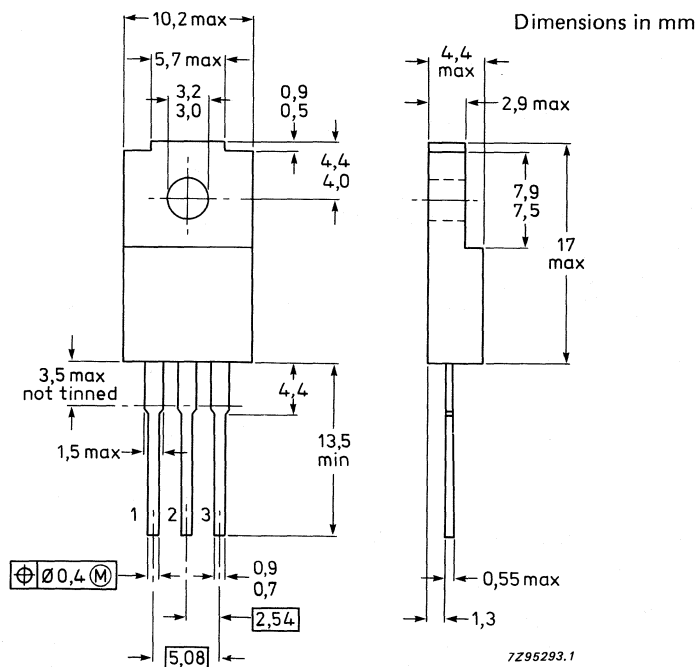 Dimensions in mm
10,2 max
5,7 max
3,2
3,0
0,9
0,5
4,4
4,0
4,4
max
2,9 max
7,9
7,5
17
max
3,5 max
not tinned
4,4
1,5 max
13,5
min
1 2 3
⌖ Ø 0,4 Ⓜ
0,9
0,7
2,54
5,08
0,55 max
1,3
7Z95293.1